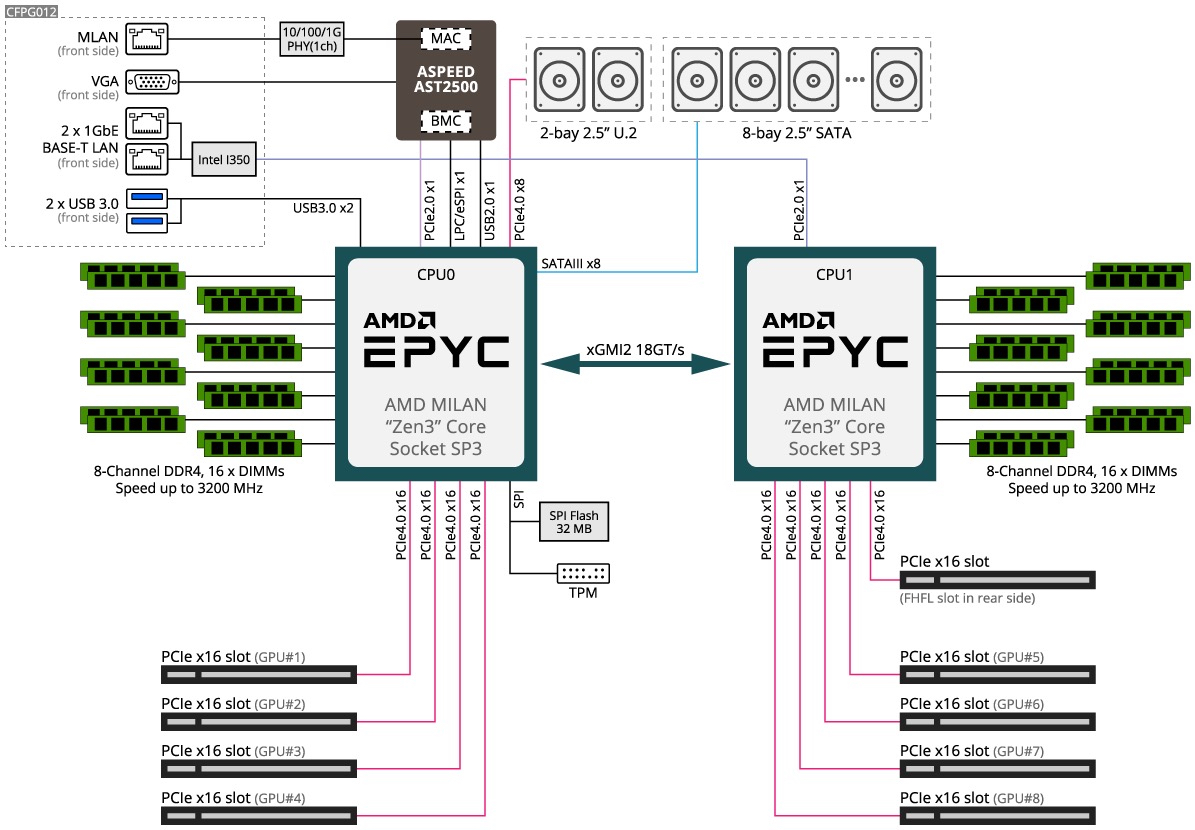 CFPG012
MLAN
(front side)
10/100/1G
PHY(1ch)
MAC
ASPEED
AST2500
BMC
VGA
(front side)
2 x 1GbE
BASE-T LAN
(front side)
Intel I350
2 x USB 3.0
(front side)
USB3.0 x2
2-bay 2.5” U.2
8-bay 2.5” SATA
PCIe2.0 x1
LPC/eSPI x1
USB2.0 x1
PCIe4.0 x8
SATAIII x8
PCIe2.0 x1
CPU0
AMD
EPYC
AMD MILAN
“Zen3” Core
Socket SP3
xGMI2 18GT/s
CPU1
AMD
EPYC
AMD MILAN
“Zen3” Core
Socket SP3
8-Channel DDR4, 16 x DIMMs
Speed up to 3200 MHz
8-Channel DDR4, 16 x DIMMs
Speed up to 3200 MHz
PCIe4.0 x16
PCIe4.0 x16
PCIe4.0 x16
PCIe4.0 x16
SPI
SPI Flash
32 MB
TPM
PCIe4.0 x16
PCIe4.0 x16
PCIe4.0 x16
PCIe4.0 x16
PCIe4.0 x16
PCIe x16 slot
(FHFL slot in rear side)
PCIe x16 slot (GPU#1)
PCIe x16 slot (GPU#2)
PCIe x16 slot (GPU#3)
PCIe x16 slot (GPU#4)
PCIe x16 slot (GPU#5)
PCIe x16 slot (GPU#6)
PCIe x16 slot (GPU#7)
PCIe x16 slot (GPU#8)